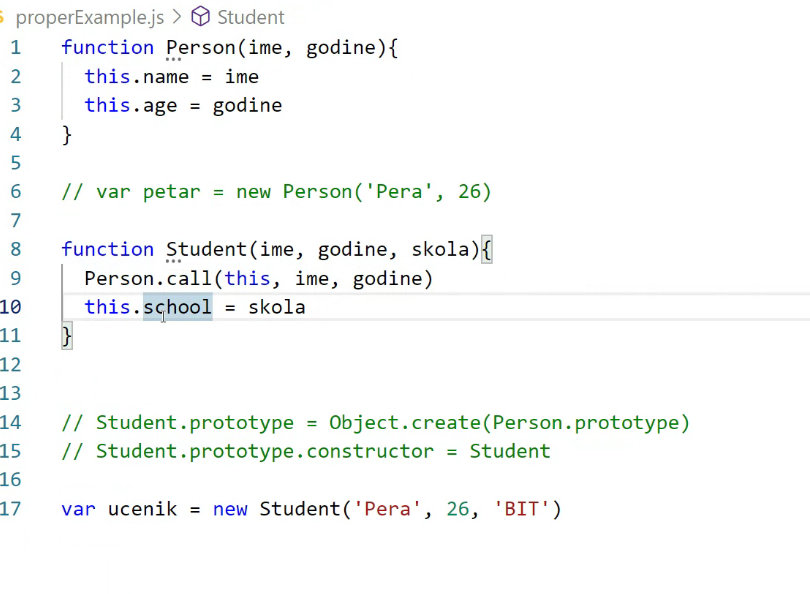 properExample.js > Student
1 function Person(ime, godine){
2 this.name = ime
3 this.age = godine
4 }
5
6 // var petar = new Person('Pera', 26)
7
8 function Student(ime, godine, skola){
9 Person.call(this, ime, godine)
10 this.school = skola
11 }
12
13
14 // Student.prototype = Object.create(Person.prototype)
15 // Student.prototype.constructor = Student
16
17 var ucenik = new Student('Pera', 26, 'BIT')